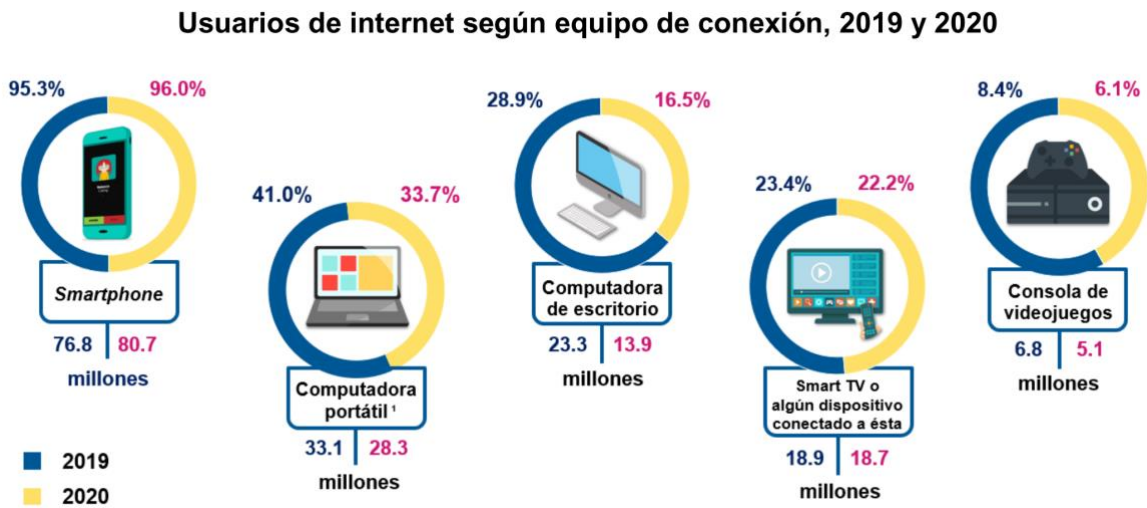 Usuarios de internet según equipo de conexión, 2019 y 2020
95.3% 96.0%
Smartphone
76.8 80.7
millones
41.0% 33.7%
Computadora
portátil ¹
33.1 28.3
millones
28.9% 16.5%
Computadora
de escritorio
23.3 13.9
millones
23.4% 22.2%
Smart TV o
algún dispositivo
conectado a ésta
18.9 18.7
millones
8.4% 6.1%
Consola de
videojuegos
6.8 5.1
millones
2019
2020